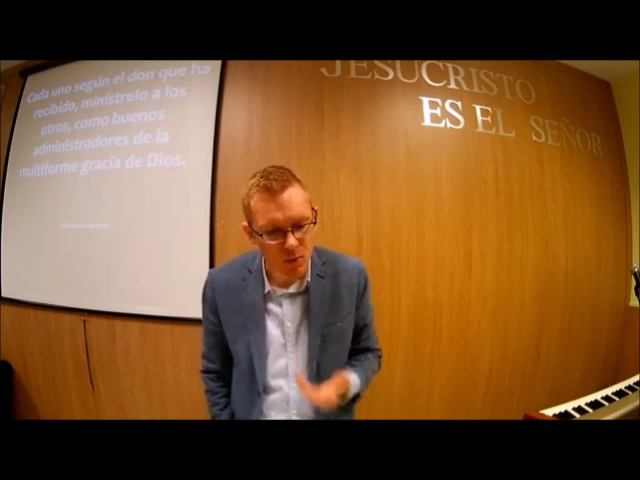 Cada uno según el don que ha
recibido, minístrelo a los
otros, como buenos
administradores de la
multiforme gracia de Dios.
JESUCRISTO
ES EL SEÑOR